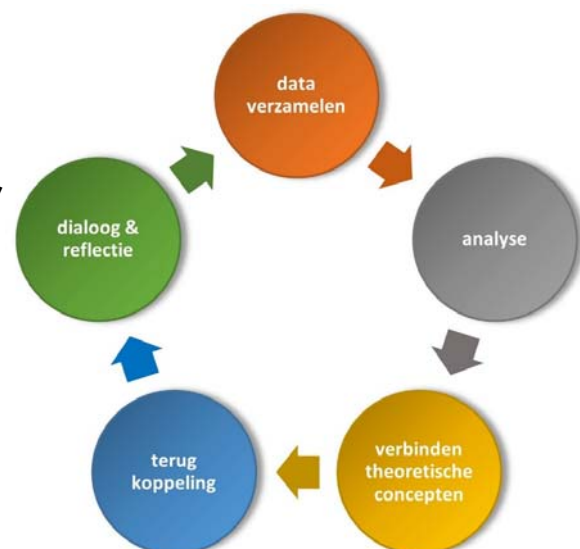 data
verzamelen
analyse
verbinden
theoretische
concepten
terug
koppeling
dialoog &
reflectie